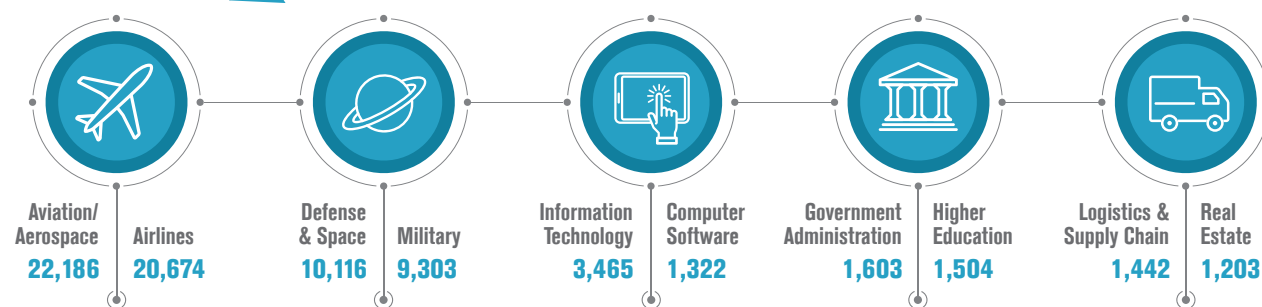 Aviation/
Aerospace
22,186
Airlines
20,674
Defense
& Space
10,116
Military
9,303
Information
Technology
3,465
Computer
Software
1,322
Government
Administration
1,603
Higher
Education
1,504
Logistics &
Supply Chain
1,442
Real
Estate
1,203